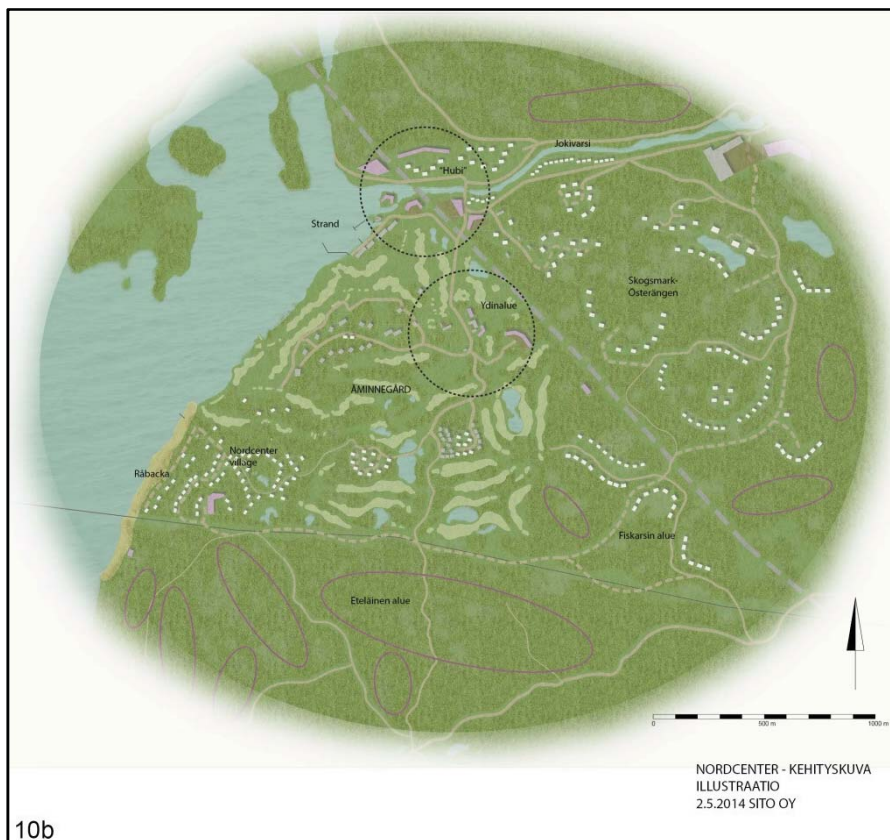 Jokivarsi
"Hubi"
Strand
Skogsmark-
Österängen
Ydinalue
ÅMINNEGÅRD
Nordcenter
village
Råbacka
Fiskarsin alue
Eteläinen alue
0
500 m
1000 m
NORDCENTER - KEHITYSKUVA
ILLUSTRAATIO
2.5.2014 SITO OY
10b